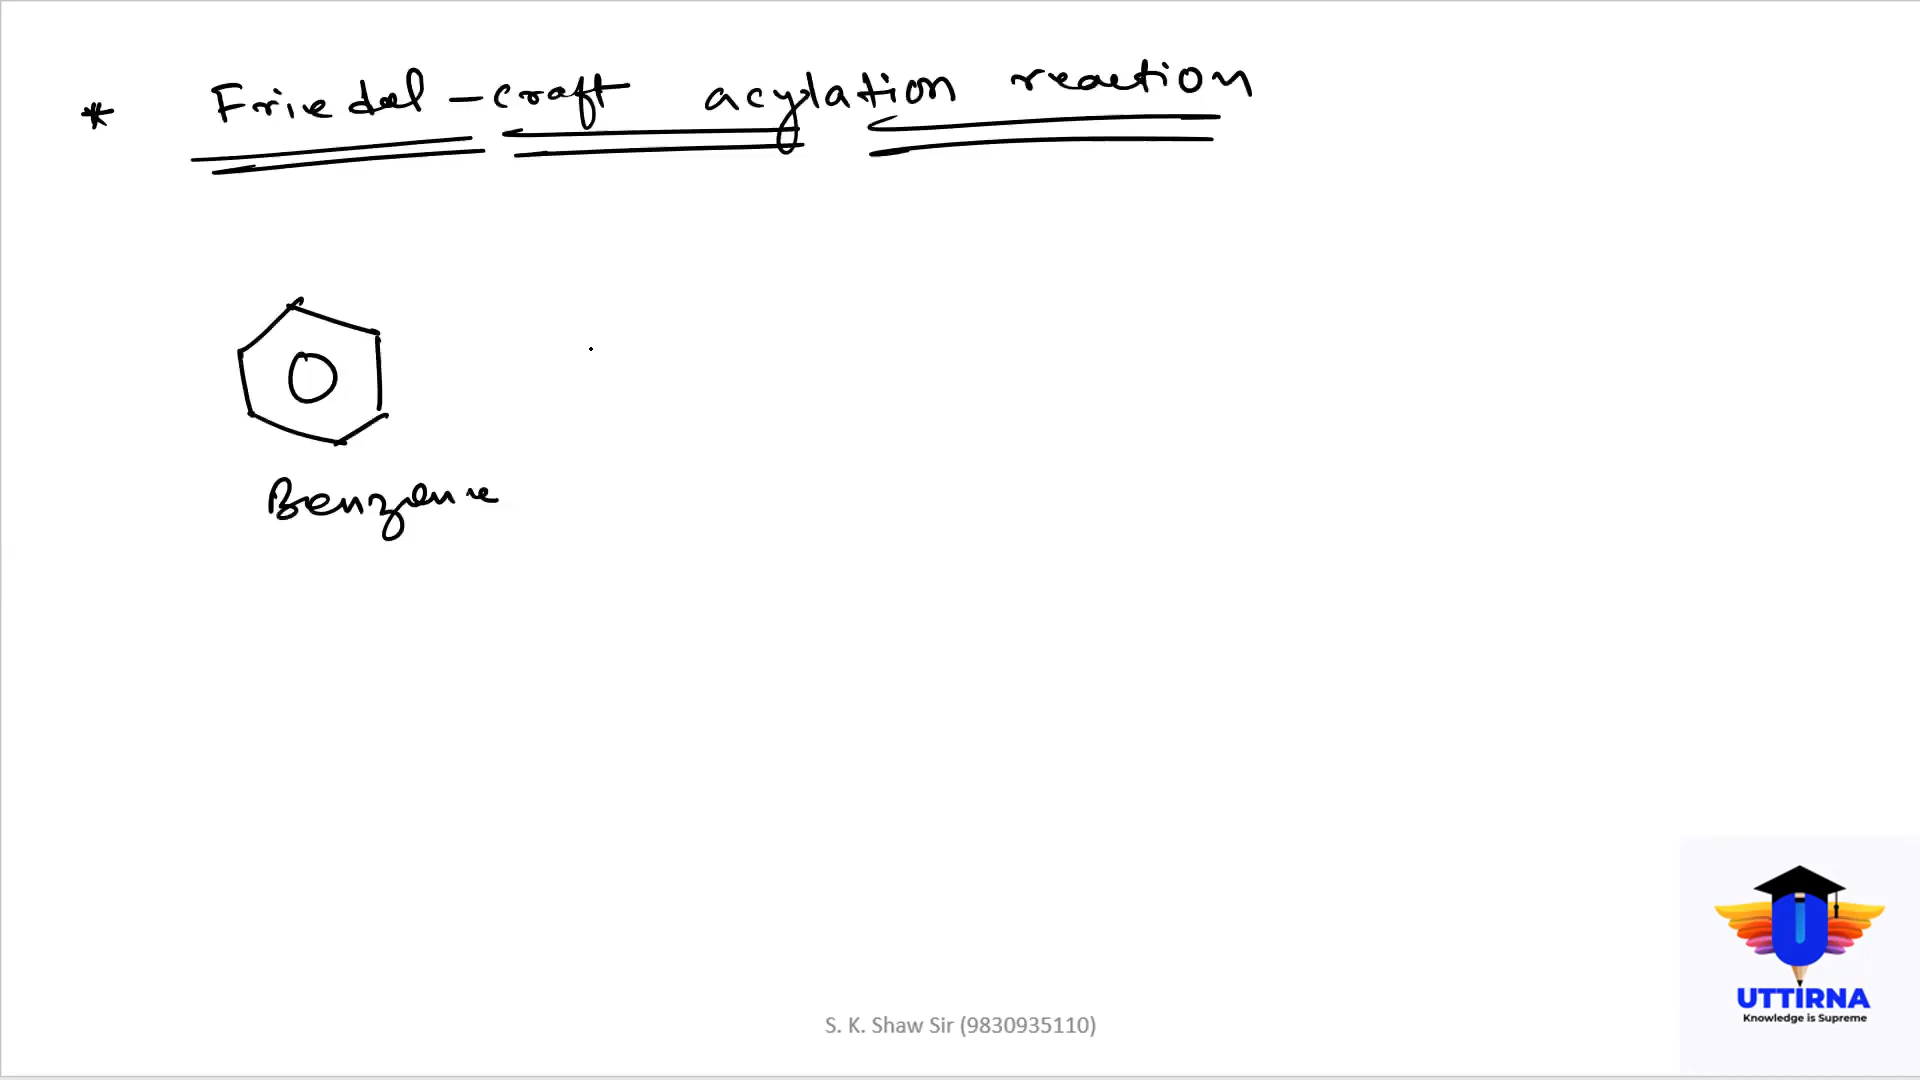 * Friedel-craft acylation reaction
Benzene
UTTIRNA
Knowledge is Supreme
S. K. Shaw Sir (9830935110)